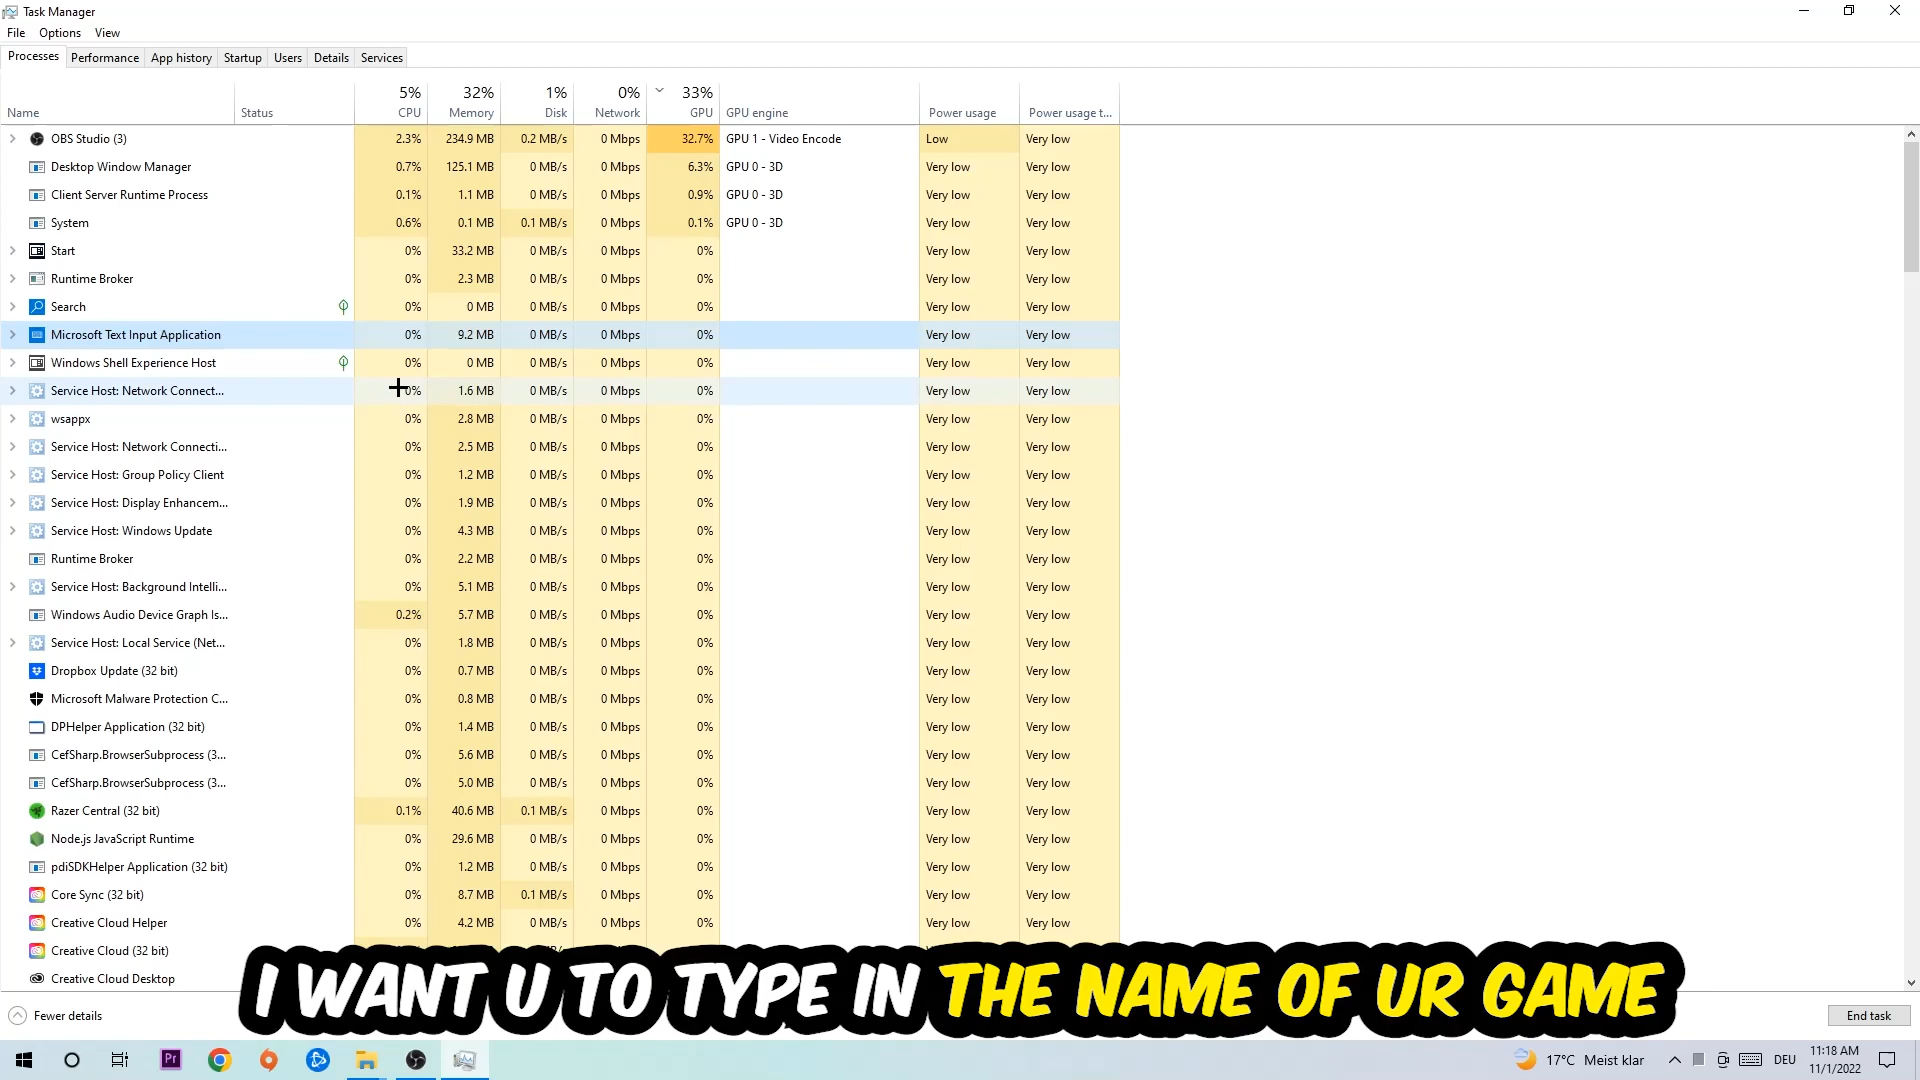 Task Manager
File Options View
Processes Performance App history Startup Users Details Services
5% 32% 1% 0% 33%
Name Status CPU Memory Disk Network GPU GPU engine Power usage Power usage t...
OBS Studio (3) 2.3% 234.9 MB 0.2 MB/s 0 Mbps 32.7% GPU 1 - Video Encode Low Very low
Desktop Window Manager 0.7% 125.1 MB 0 MB/s 0 Mbps 6.3% GPU 0 - 3D Very low Very low
Client Server Runtime Process 0.1% 1.1 MB 0 MB/s 0 Mbps 0.9% GPU 0 - 3D Very low Very low
System 0.6% 0.1 MB 0.1 MB/s 0 Mbps 0.1% GPU 0 - 3D Very low Very low
Start 0% 33.2 MB 0 MB/s 0 Mbps 0% Very low Very low
Runtime Broker 0% 2.3 MB 0 MB/s 0 Mbps 0% Very low Very low
Search 0% 0 MB 0 MB/s 0 Mbps 0% Very low Very low
Microsoft Text Input Application 0% 9.2 MB 0 MB/s 0 Mbps 0% Very low Very low
Windows Shell Experience Host 0% 0 MB 0 MB/s 0 Mbps 0% Very low Very low
Service Host: Network Connect... 0% 1.6 MB 0 MB/s 0 Mbps 0% Very low Very low
wsappx 0% 2.8 MB 0 MB/s 0 Mbps 0% Very low Very low
Service Host: Network Connecti... 0% 2.5 MB 0 MB/s 0 Mbps 0% Very low Very low
Service Host: Group Policy Client 0% 1.2 MB 0 MB/s 0 Mbps 0% Very low Very low
Service Host: Display Enhancem... 0% 1.9 MB 0 MB/s 0 Mbps 0% Very low Very low
Service Host: Windows Update 0% 4.3 MB 0 MB/s 0 Mbps 0% Very low Very low
Runtime Broker 0% 2.2 MB 0 MB/s 0 Mbps 0% Very low Very low
Service Host: Background Intelli... 0% 5.1 MB 0 MB/s 0 Mbps 0% Very low Very low
Windows Audio Device Graph Is... 0.2% 5.7 MB 0 MB/s 0 Mbps 0% Very low Very low
Service Host: Local Service (Net... 0% 1.8 MB 0 MB/s 0 Mbps 0% Very low Very low
Dropbox Update (32 bit) 0% 0.7 MB 0 MB/s 0 Mbps 0% Very low Very low
Microsoft Malware Protection C... 0% 0.8 MB 0 MB/s 0 Mbps 0% Very low Very low
DPHelper Application (32 bit) 0% 1.4 MB 0 MB/s 0 Mbps 0% Very low Very low
CefSharp.BrowserSubprocess (3... 0% 5.6 MB 0 MB/s 0 Mbps 0% Very low Very low
CefSharp.BrowserSubprocess (3... 0% 5.0 MB 0 MB/s 0 Mbps 0% Very low Very low
Razer Central (32 bit) 0.1% 40.6 MB 0.1 MB/s 0 Mbps 0% Very low Very low
Node.js JavaScript Runtime 0% 29.6 MB 0 MB/s 0 Mbps 0% Very low Very low
pdiSDKHelper Application (32 bit) 0% 1.2 MB 0 MB/s 0 Mbps 0% Very low Very low
Core Sync (32 bit) 0% 8.7 MB 0.1 MB/s 0 Mbps 0% Very low Very low
Creative Cloud Helper 0% 4.2 MB 0 MB/s 0 Mbps 0% Very low Very low
Creative Cloud (32 bit)
Creative Cloud Desktop
I WANT U TO TYPE IN THE NAME OF UR GAME
Fewer details End task
Pr 17°C Meist klar DEU 11:18 AM
11/1/2022